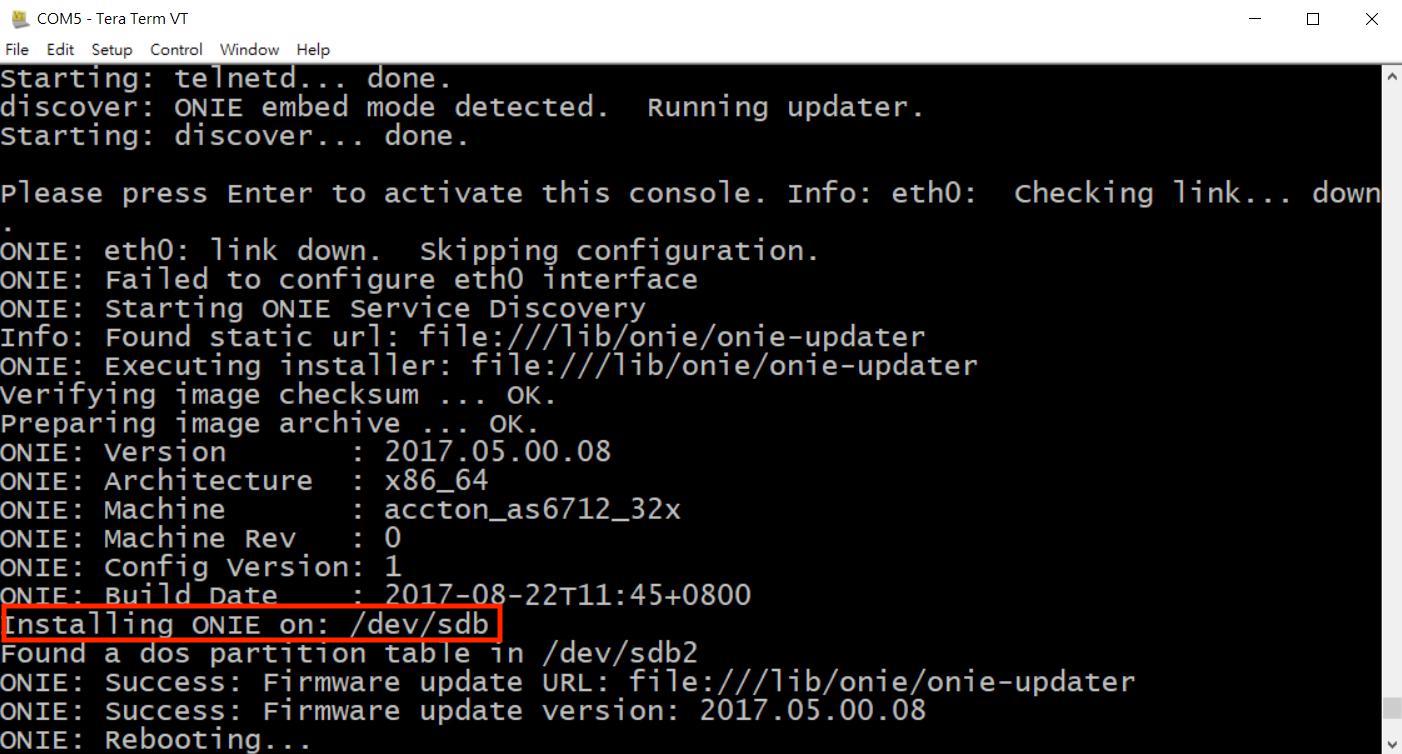 COM5 - Tera Term VT
File Edit Setup Control Window Help
Starting: telnetd... done.
discover: ONIE embed mode detected.  Running updater.
Starting: discover... done.
Please press Enter to activate this console. Info: eth0:  Checking link... down
.
ONIE: eth0: link down.  Skipping configuration.
ONIE: Failed to configure eth0 interface
ONIE: Starting ONIE Service Discovery
Info: Found static url: file:///lib/onie/onie-updater
ONIE: Executing installer: file:///lib/onie/onie-updater
Verifying image checksum ... OK.
Preparing image archive ... OK.
ONIE: Version       : 2017.05.00.08
ONIE: Architecture  : x86_64
ONIE: Machine       : accton_as6712_32x
ONIE: Machine Rev   : 0
ONIE: Config Version: 1
ONIE: Build Date    : 2017-08-22T11:45+0800
Installing ONIE on: /dev/sdb
Found a dos partition table in /dev/sdb2
ONIE: Success: Firmware update URL: file:///lib/onie/onie-updater
ONIE: Success: Firmware update version: 2017.05.00.08
ONIE: Rebooting...